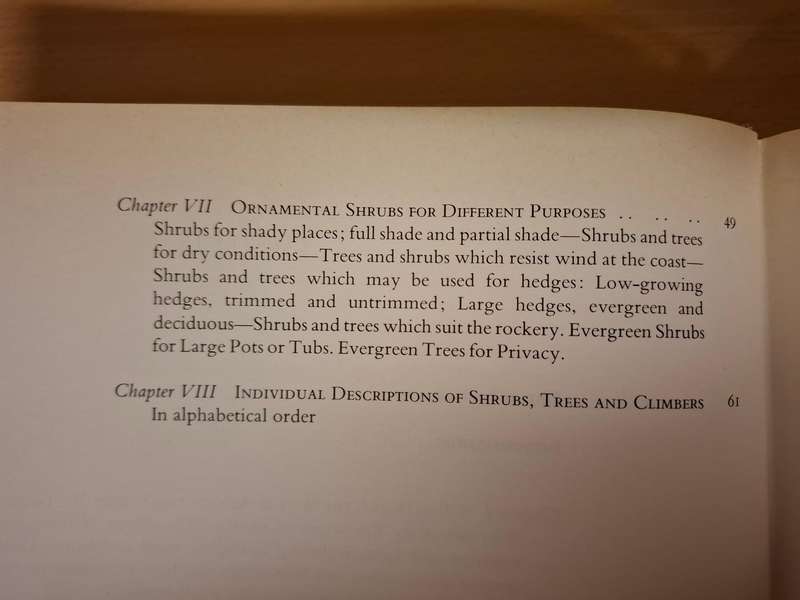 Chapter VII ORNAMENTAL SHRUBS FOR DIFFERENT PURPOSES .. .. .. 49
Shrubs for shady places; full shade and partial shade—Shrubs and trees
for dry conditions—Trees and shrubs which resist wind at the coast—
Shrubs and trees which may be used for hedges: Low-growing
hedges, trimmed and untrimmed; Large hedges, evergreen and
deciduous—Shrubs and trees which suit the rockery. Evergreen Shrubs
for Large Pots or Tubs. Evergreen Trees for Privacy.
Chapter VIII INDIVIDUAL DESCRIPTIONS OF SHRUBS, TREES AND CLIMBERS 61
In alphabetical order